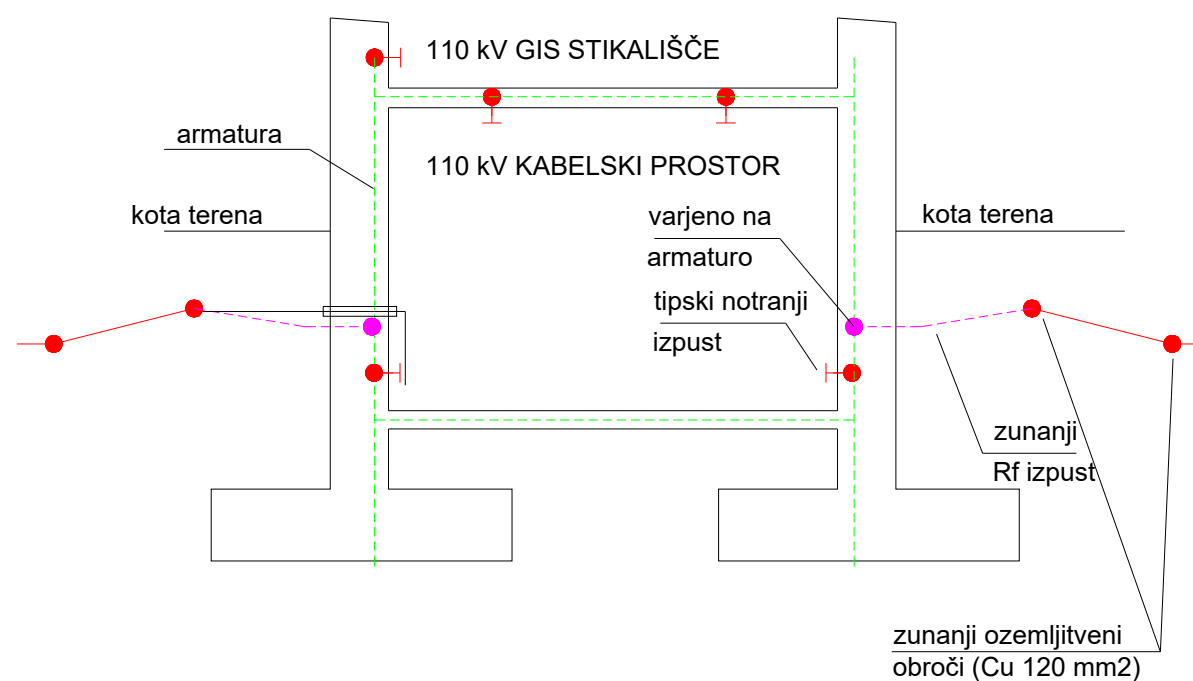 110 kV GIS STIKALIŠČE
armatura
110 kV KABELSKI PROSTOR
kota terena
varjeno na
armaturo
kota terena
tipski notranji
izpust
zunanji
Rf izpust
zunanji ozemljitveni
obroči (Cu 120 mm2)